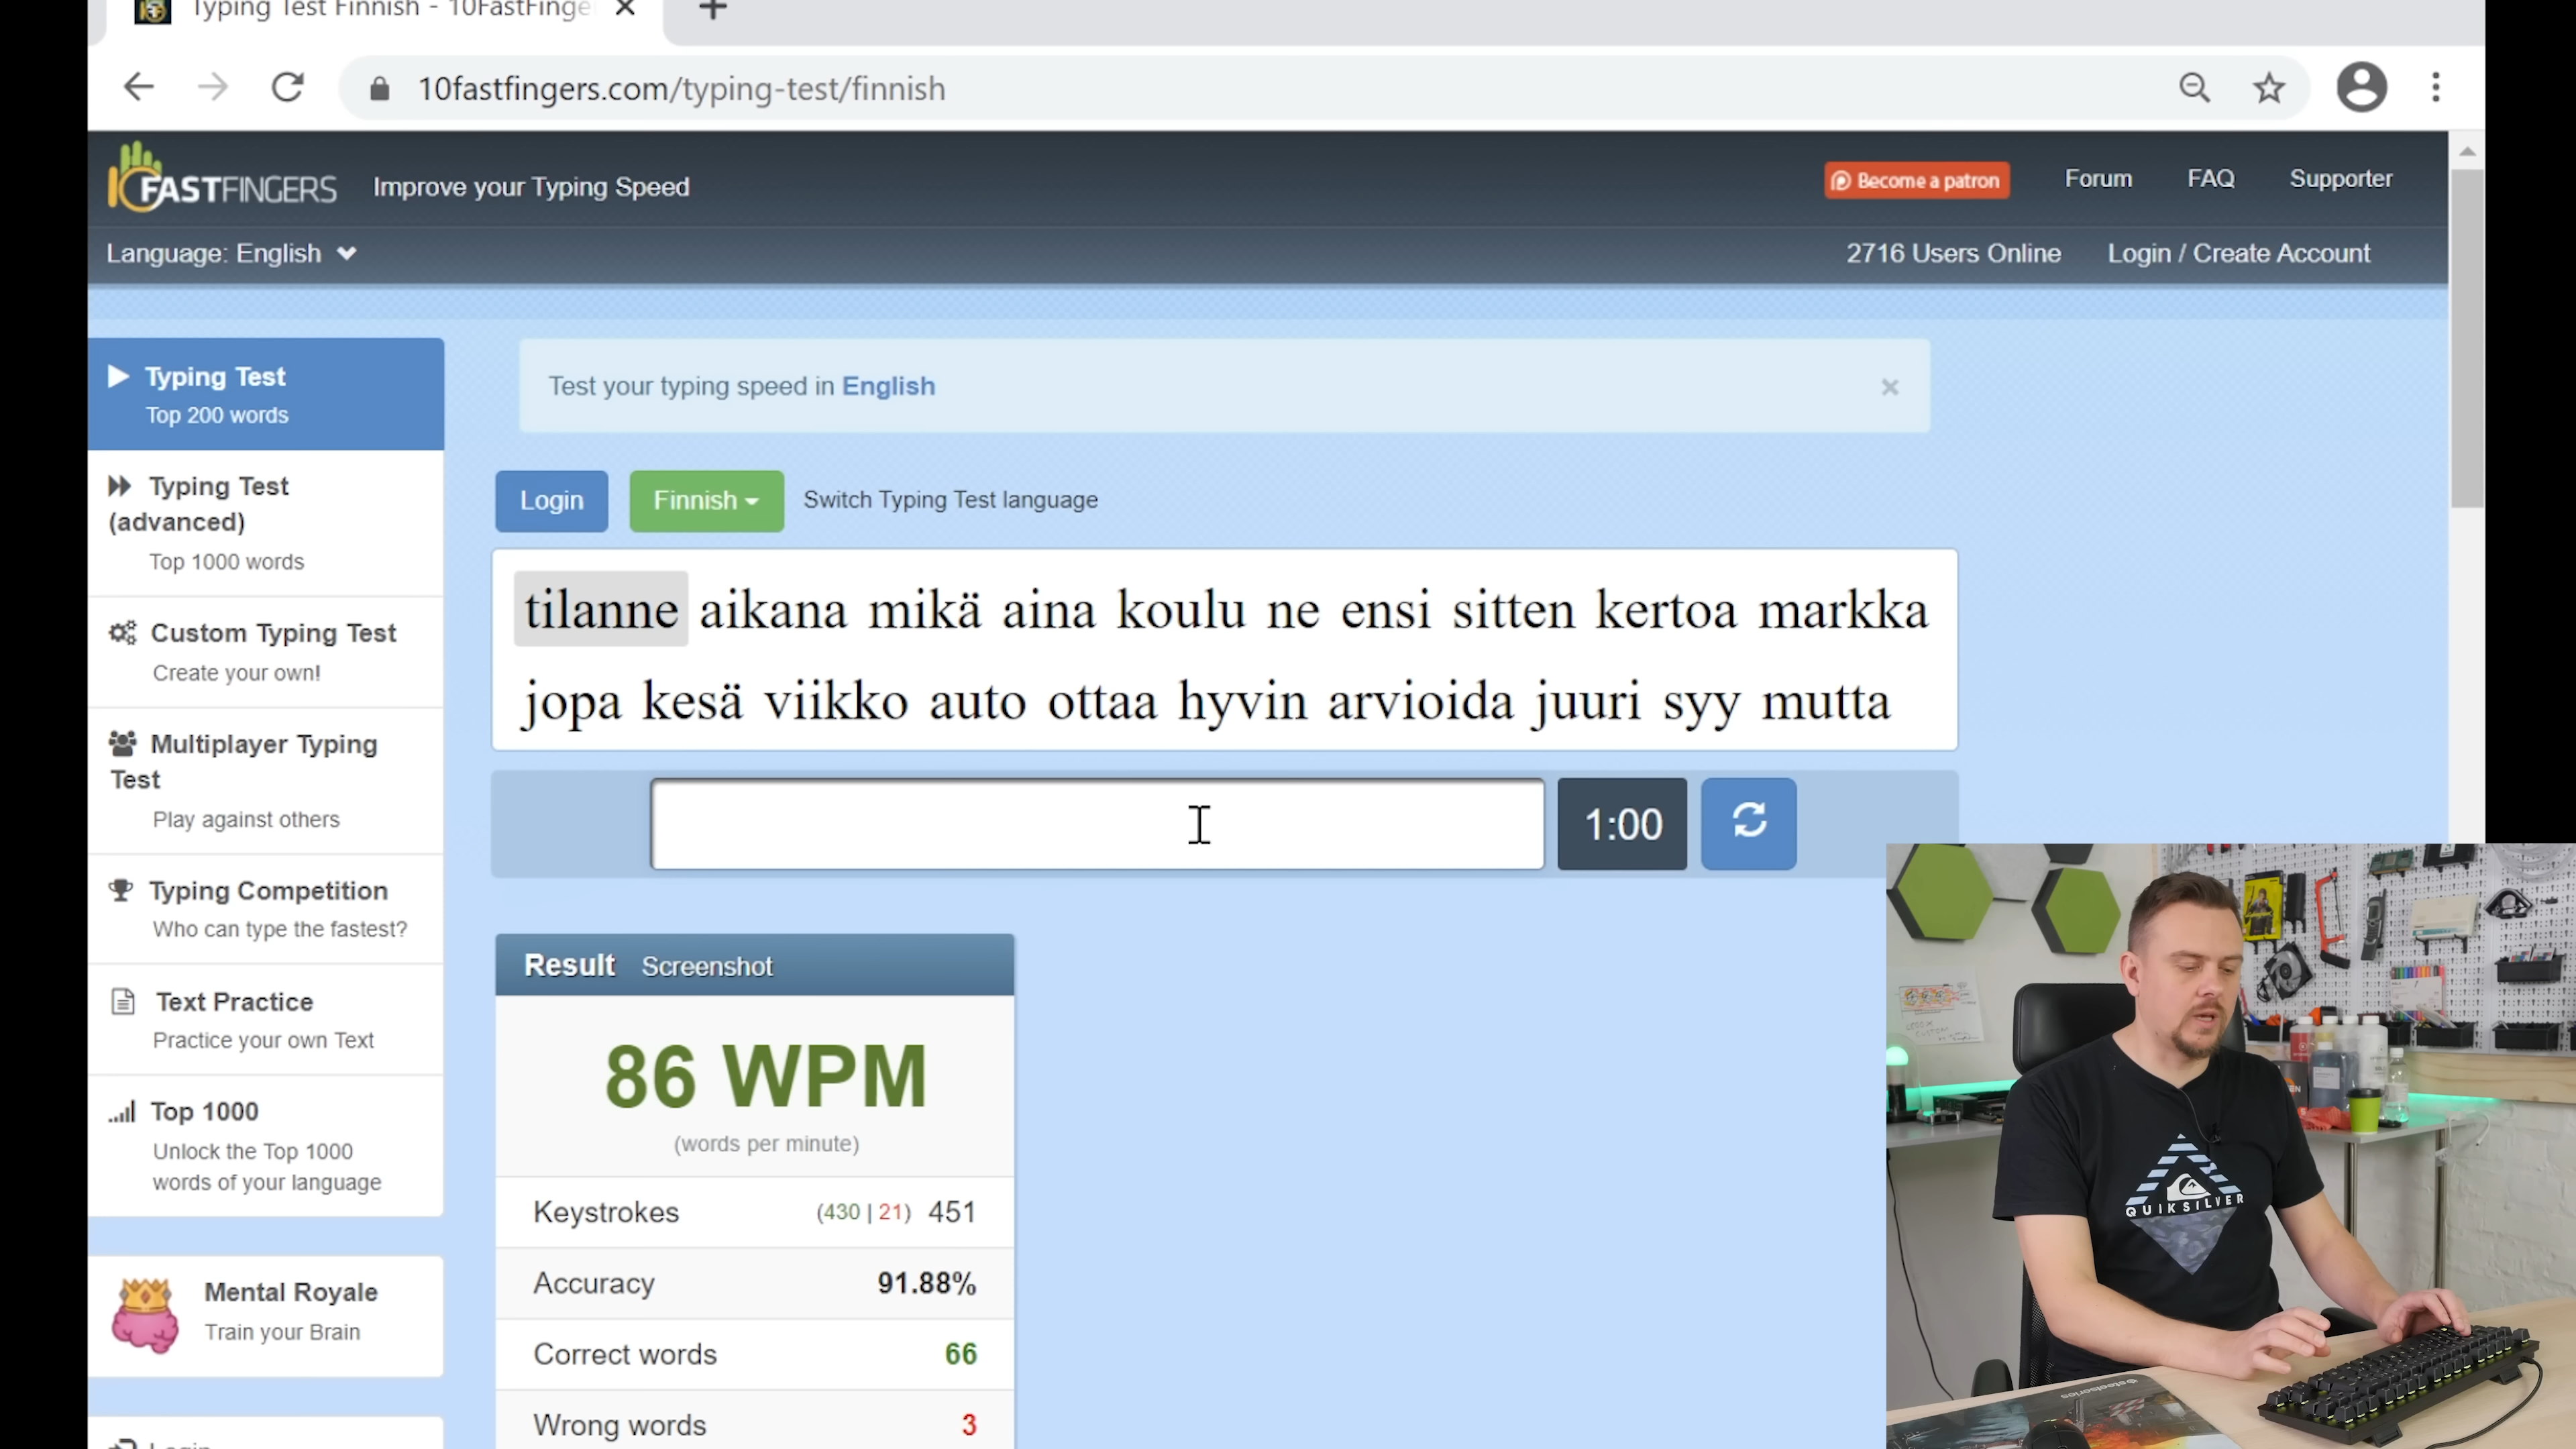 Typing Test Finnish - 10FastFinge
10fastfingers.com/typing-test/finnish
10FASTFINGERS
Improve your Typing Speed
Become a patron
Forum
FAQ
Supporter
Language: English
2716 Users Online
Login / Create Account
Typing Test
Top 200 words
Typing Test
(advanced)
Top 1000 words
Custom Typing Test
Create your own!
Multiplayer Typing
Test
Play against others
Typing Competition
Who can type the fastest?
Text Practice
Practice your own Text
Top 1000
Unlock the Top 1000
words of your language
Mental Royale
Train your Brain
Login
Test your typing speed in English
Login
Finnish
Switch Typing Test language
tilanne aikana mikä aina koulu ne ensi sitten kertoa markka
jopa kesä viikko auto ottaa hyvin arvioida juuri syy mutta
1:00
Result
Screenshot
86 WPM
(words per minute)
Keystrokes (430 | 21) 451
Accuracy 91.88%
Correct words 66
Wrong words 3
QUIKSILVER
steelseries